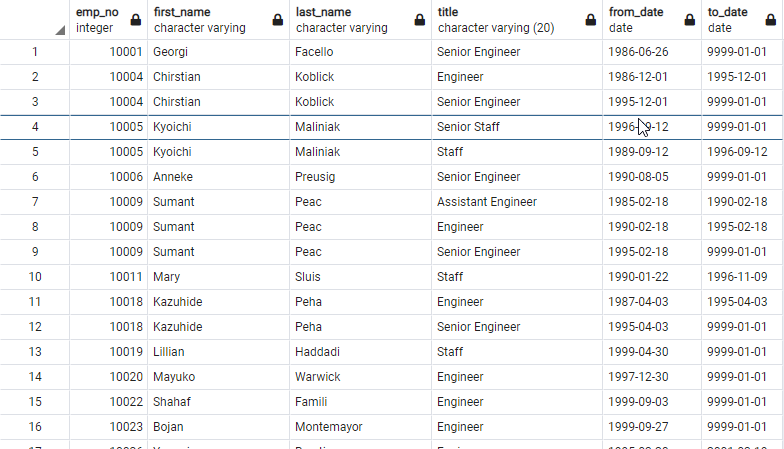 emp_no first_name last_name title from_date to_date
integer character varying character varying character varying (20) date date
1 10001 Georgi Facello Senior Engineer 1986-06-26 9999-01-01
2 10004 Chirstian Koblick Engineer 1986-12-01 1995-12-01
3 10004 Chirstian Koblick Senior Engineer 1995-12-01 9999-01-01
4 10005 Kyoichi Maliniak Senior Staff 1996-09-12 9999-01-01
5 10005 Kyoichi Maliniak Staff 1989-09-12 1996-09-12
6 10006 Anneke Preusig Senior Engineer 1990-08-05 9999-01-01
7 10009 Sumant Peac Assistant Engineer 1985-02-18 1990-02-18
8 10009 Sumant Peac Engineer 1990-02-18 1995-02-18
9 10009 Sumant Peac Senior Engineer 1995-02-18 9999-01-01
10 10011 Mary Sluis Staff 1990-01-22 1996-11-09
11 10018 Kazuhide Peha Engineer 1987-04-03 1995-04-03
12 10018 Kazuhide Peha Senior Engineer 1995-04-03 9999-01-01
13 10019 Lillian Haddadi Staff 1999-04-30 9999-01-01
14 10020 Mayuko Warwick Engineer 1997-12-30 9999-01-01
15 10022 Shahaf Famili Engineer 1999-09-03 9999-01-01
16 10023 Bojan Montemayor Engineer 1999-09-27 9999-01-01